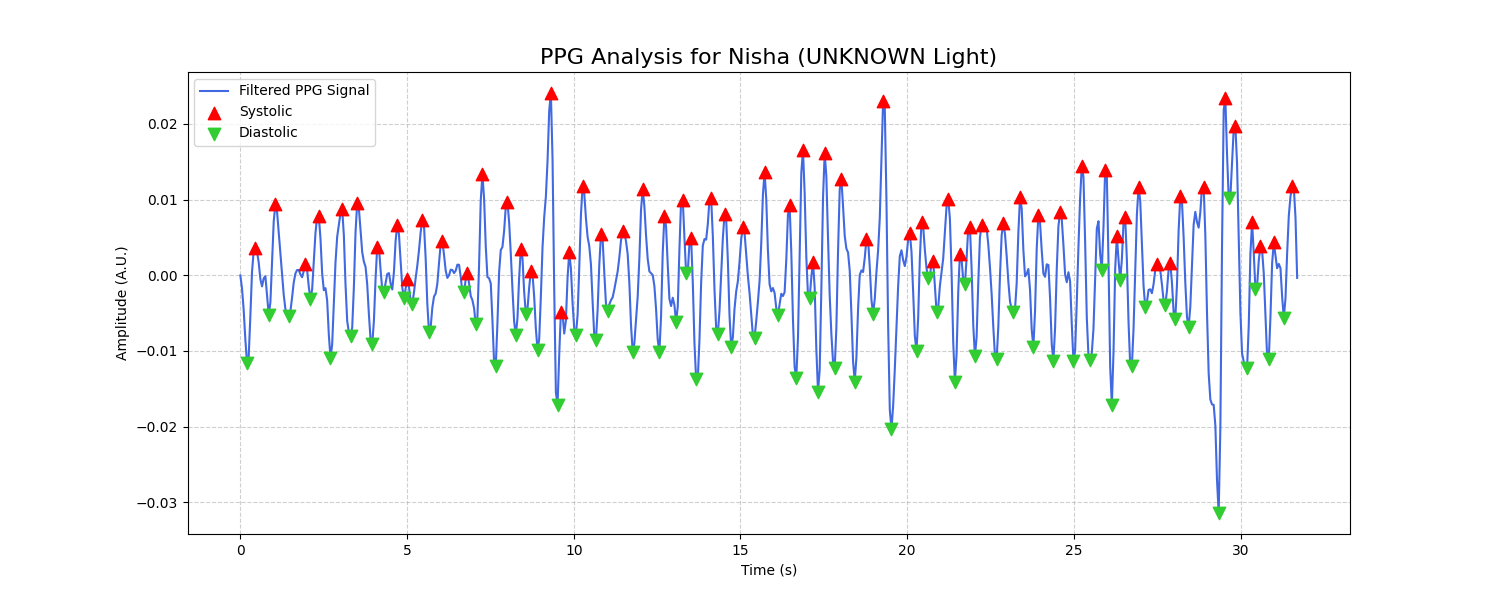 PPG Analysis for Nisha (UNKNOWN Light)
Filtered PPG Signal
Systolic
Diastolic
Amplitude (A.U.)
0.02
0.01
0.00
−0.01
−0.02
−0.03
0 5 10 15 20 25 30
Time (s)